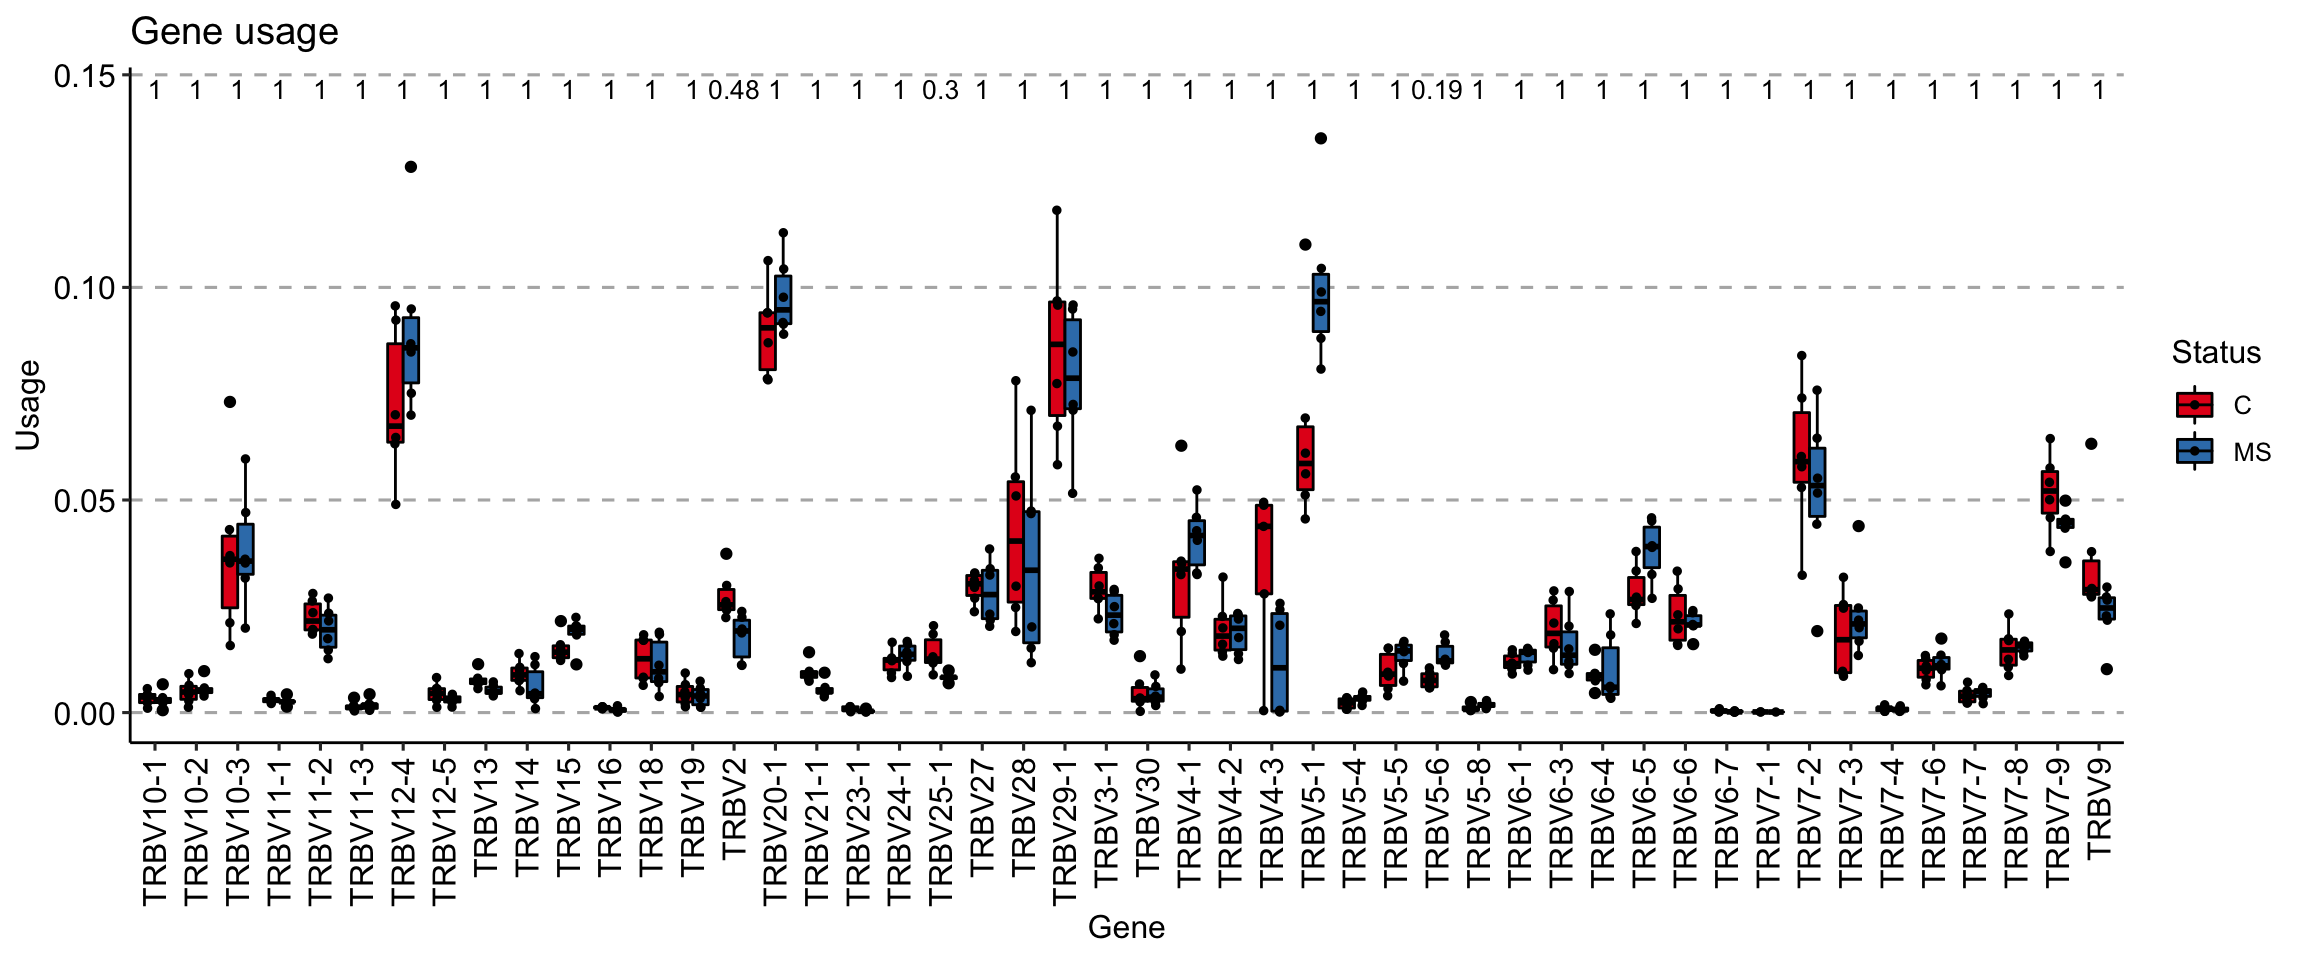 Gene usage
0.15
1 1 1 1 1 1 1 1 1 1 1 1 1 1 0.48 1 1 1 1 0.3 1 1 1 1 1 1 1 1 1 1 1 0.19 1 1 1 1 1 1 1 1 1 1 1 1 1 1 1 1
0.10
0.05
0.00
Usage
TRBV10-1
TRBV10-2
TRBV10-3
TRBV11-1
TRBV11-2
TRBV11-3
TRBV12-4
TRBV12-5
TRBV13
TRBV14
TRBV15
TRBV16
TRBV18
TRBV19
TRBV2
TRBV20-1
TRBV21-1
TRBV23-1
TRBV24-1
TRBV25-1
TRBV27
TRBV28
TRBV29-1
TRBV3-1
TRBV30
TRBV4-1
TRBV4-2
TRBV4-3
TRBV5-1
TRBV5-4
TRBV5-5
TRBV5-6
TRBV5-8
TRBV6-1
TRBV6-3
TRBV6-4
TRBV6-5
TRBV6-6
TRBV6-7
TRBV7-1
TRBV7-2
TRBV7-3
TRBV7-4
TRBV7-6
TRBV7-7
TRBV7-8
TRBV7-9
TRBV9
Gene
Status
C
MS